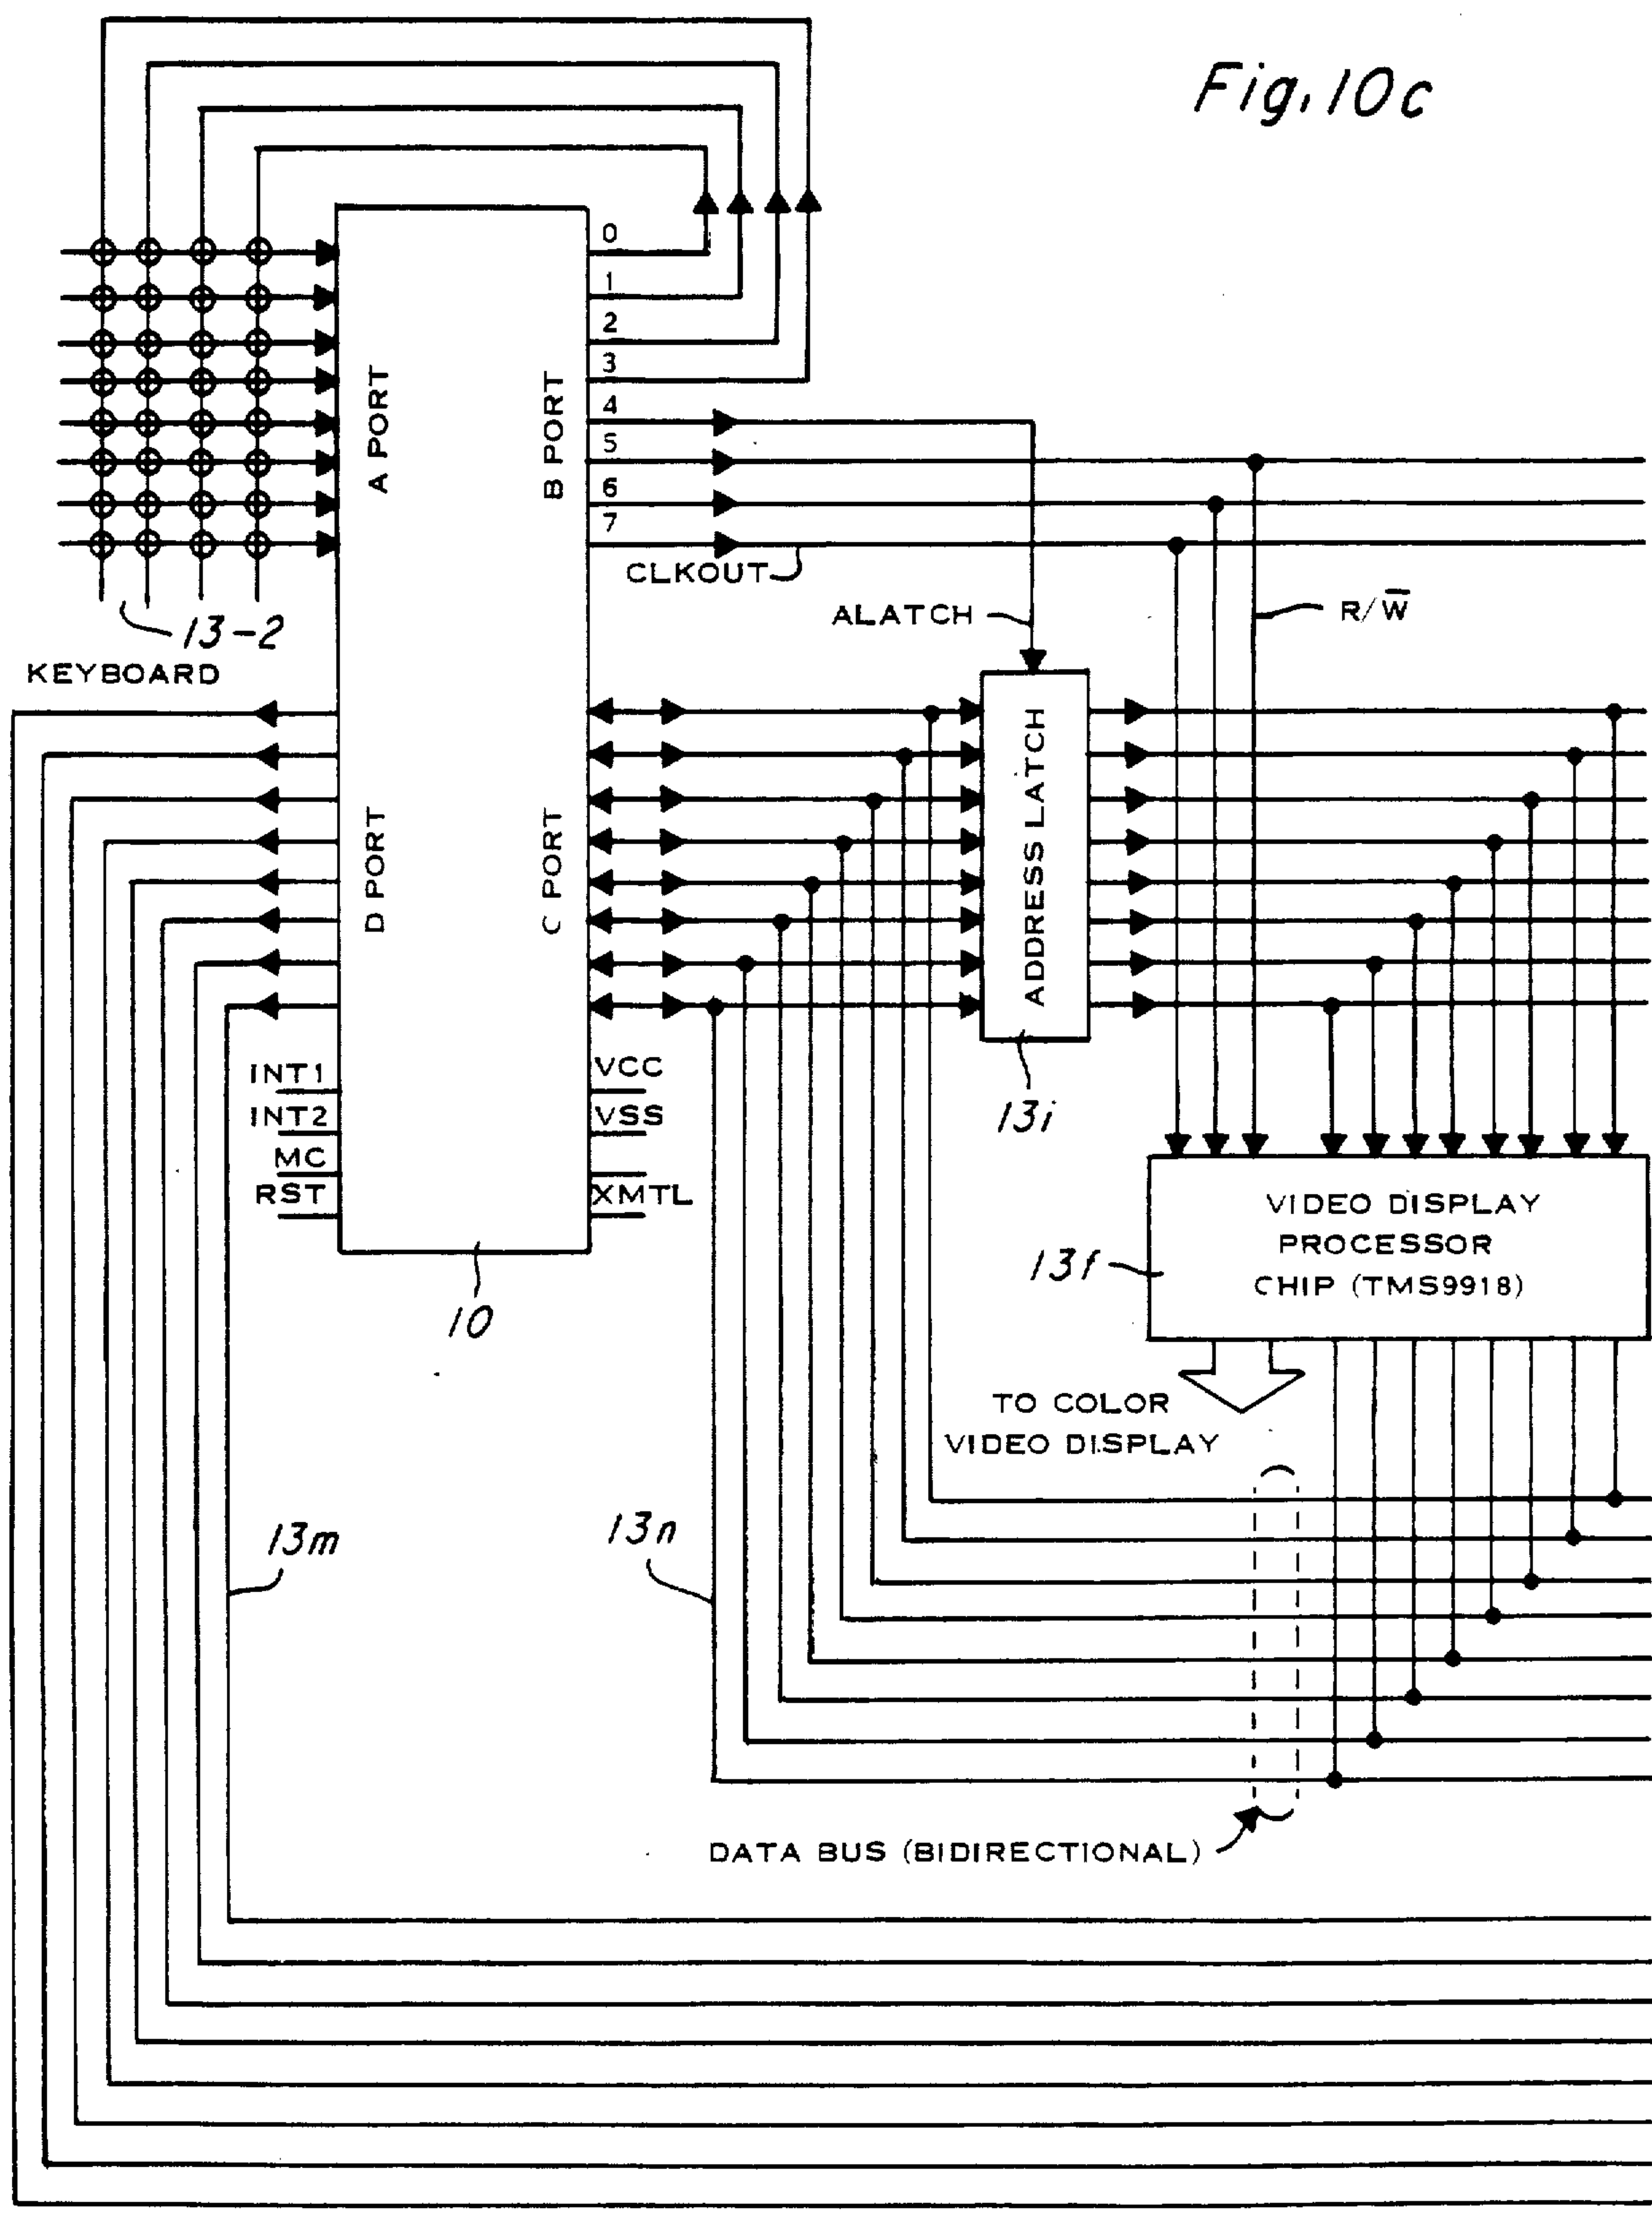 Fig. 10c
0
1
2
3
4
5
6
7
A PORT
B PORT
CLKOUT
ALATCH
R/W̅
13-2
KEYBOARD
D PORT
C PORT
ADDRESS LATCH
13i
INT1
INT2
MC
RST
VCC
VSS
XMTL
10
VIDEO DISPLAY
PROCESSOR
CHIP (TMS9918)
13f
TO COLOR
VIDEO DISPLAY
13m
13n
DATA BUS (BIDIRECTIONAL)